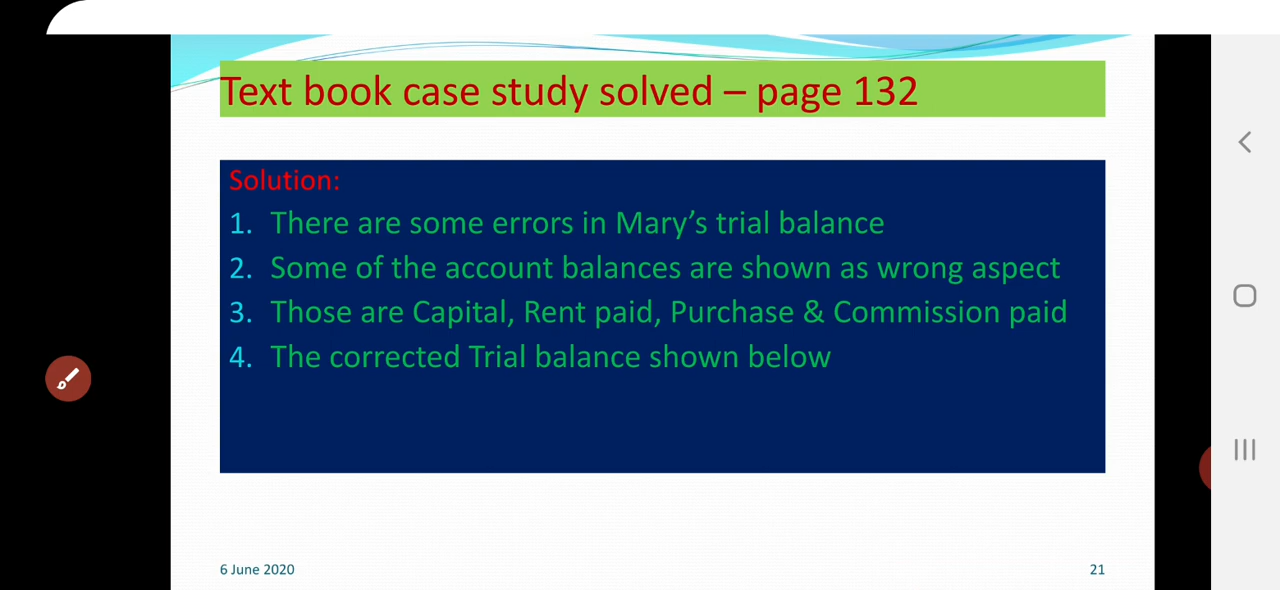 Text book case study solved – page 132
Solution:
1. There are some errors in Mary’s trial balance
2. Some of the account balances are shown as wrong aspect
3. Those are Capital, Rent paid, Purchase & Commission paid
4. The corrected Trial balance shown below
6 June 2020
21